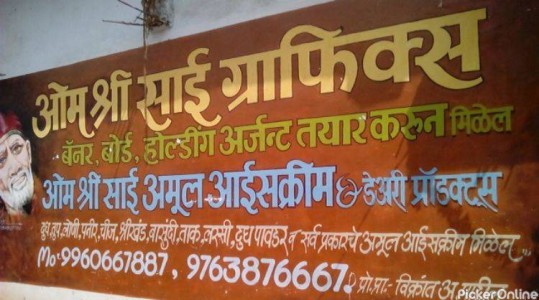 ओम श्री साई ग्राफिक्स
बॅनर, बोर्ड, होल्डींग अर्जन्ट तयार करुन मिळेल
ओम श्री साई अमूल आईसक्रीम & डेअरी प्रॉडक्टस
दुध, तुप, लोणी, पनीर, चीज, श्रीखंड, बासुंदी, ताक, लस्सी, दुध पावडर व सर्व प्रकारचे अमूल आईसक्रीम मिळेल..
Mo:9960667887, 9763876667 प्रो.प्रा- विक्रांत अ.
PickerOnline